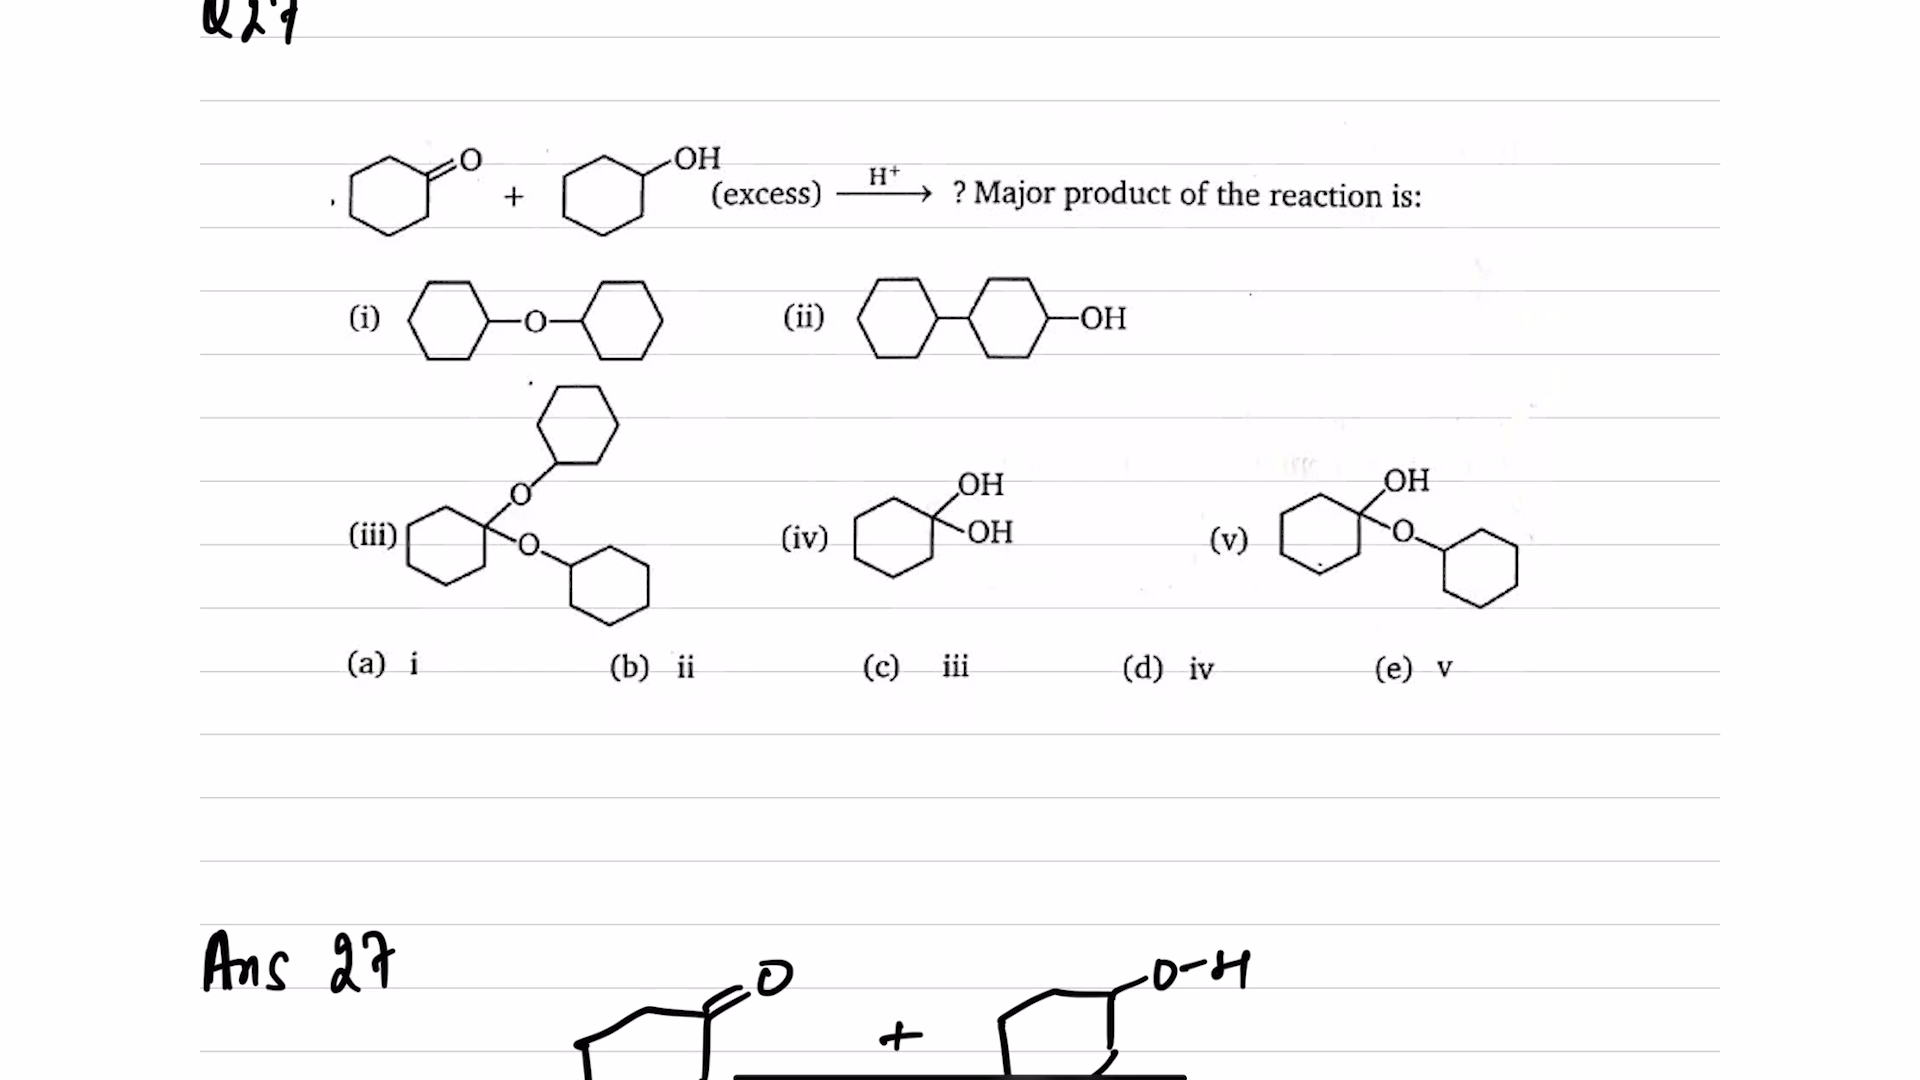 Q27
O
OH
+ (excess) H+ ? Major product of the reaction is:
(i) O (ii) OH
(iii) O O (iv) OH OH (v) OH O
(a) i (b) ii (c) iii (d) iv (e) v
Ans 27
O + O-H